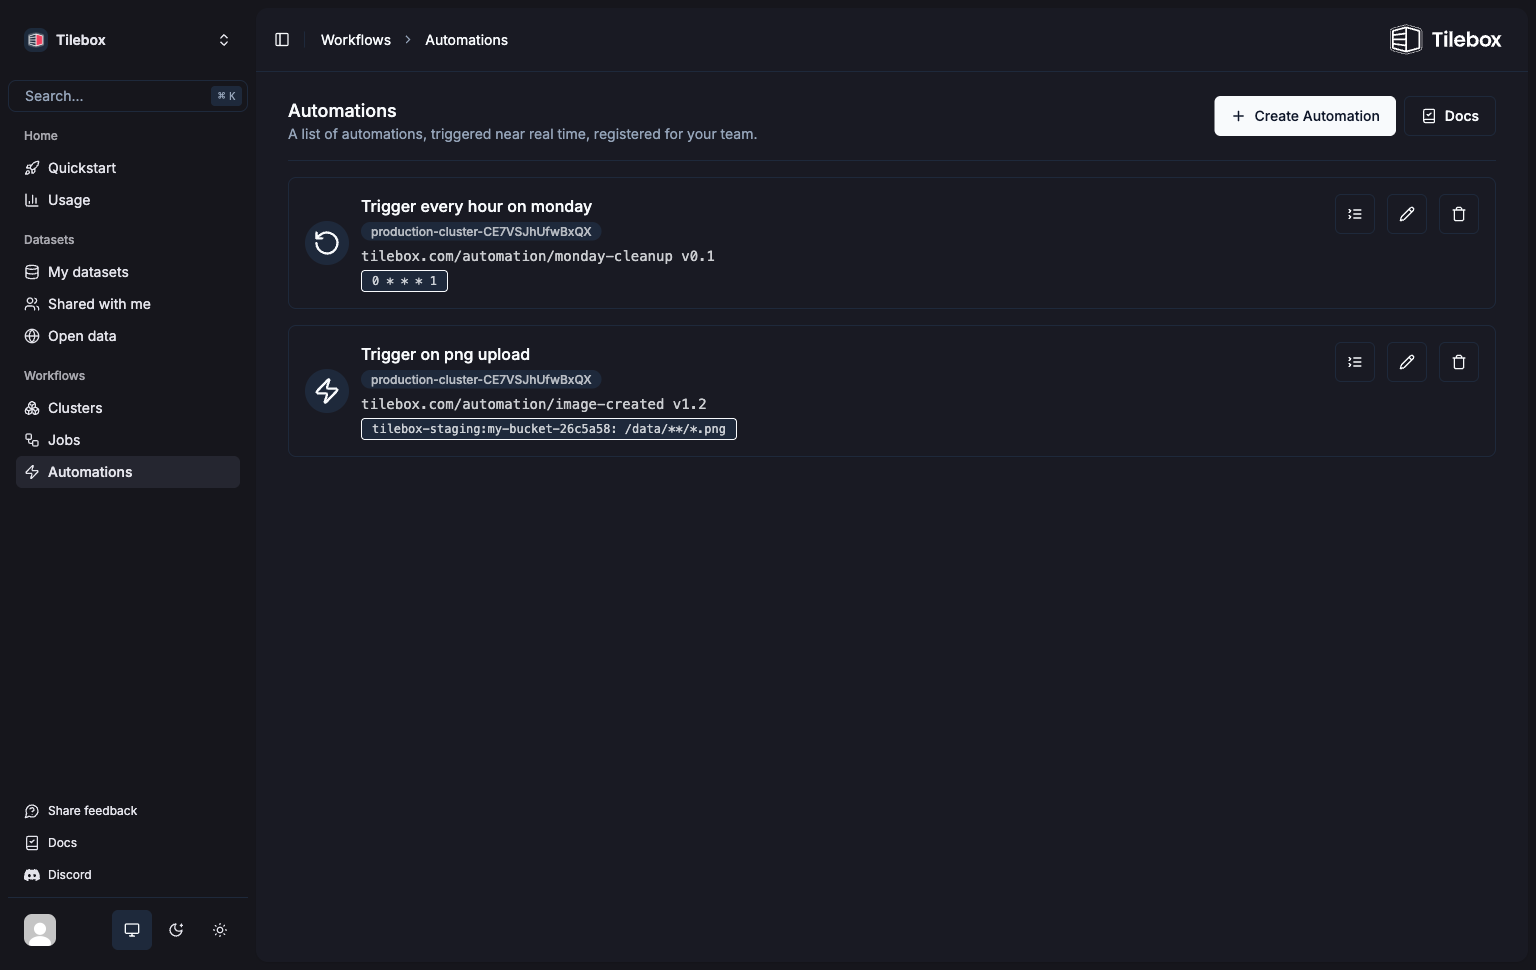 Tilebox
Search...
⌘ K
Home
Quickstart
Usage
Datasets
My datasets
Shared with me
Open data
Workflows
Clusters
Jobs
Automations
Share feedback
Docs
Discord
Workflows > Automations
Tilebox
Automations
A list of automations, triggered near real time, registered for your team.
+ Create Automation
Docs
Trigger every hour on monday
production-cluster-CE7VSJhUfwBxQX
tilebox.com/automation/monday-cleanup v0.1
0 * * * 1
Trigger on png upload
production-cluster-CE7VSJhUfwBxQX
tilebox.com/automation/image-created v1.2
tilebox-staging:my-bucket-26c5a58: /data/**/*.png